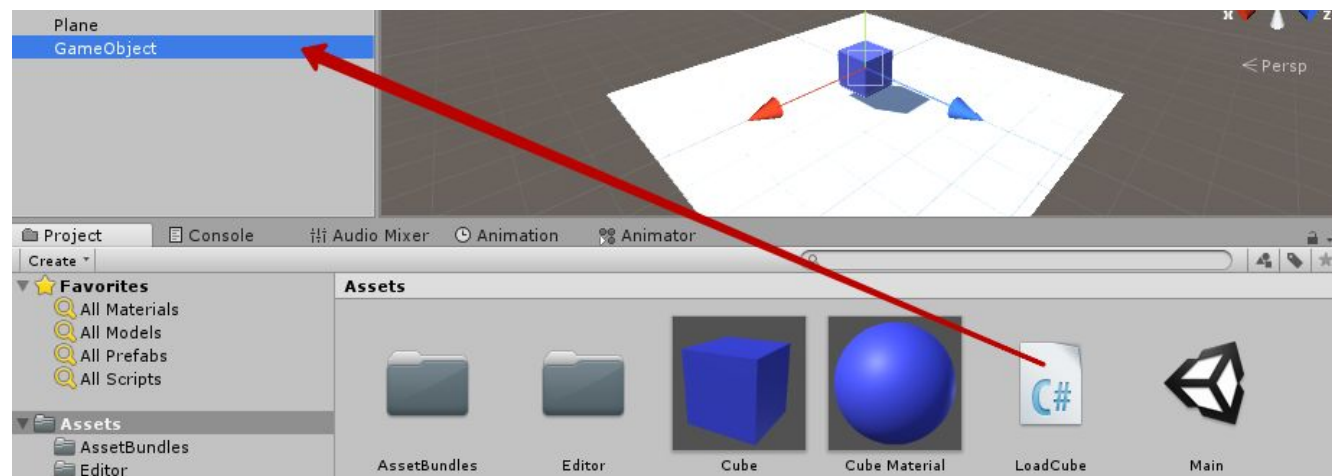 Plane
GameObject
x
z
Persp
Project Console Audio Mixer Animation Animator
Create
Favorites
All Materials
All Models
All Prefabs
All Scripts
Assets
AssetBundles
Editor
Assets
C#
AssetBundles Editor Cube Cube Material LoadCube Main